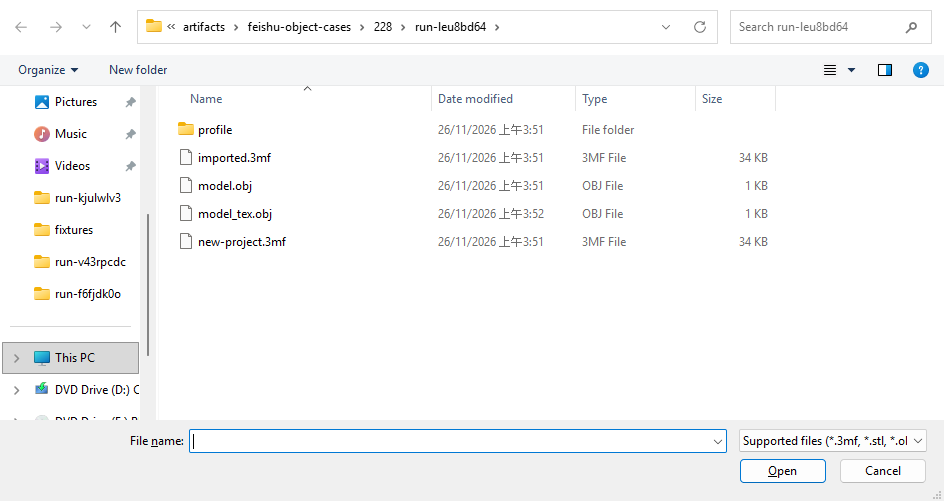 artifacts feishu-object-cases 228 run-leu8bd64
Search run-leu8bd64
Organize New folder
Name Date modified Type Size
Pictures
Music
Videos
run-kjulwlv3
fixtures
run-v43rpcdc
run-f6fjdk0o
This PC
DVD Drive (D:) C
profile 26/11/2026 上午3:51 File folder
imported.3mf 26/11/2026 上午3:51 3MF File 34 KB
model.obj 26/11/2026 上午3:51 OBJ File 1 KB
model_tex.obj 26/11/2026 上午3:52 OBJ File 1 KB
new-project.3mf 26/11/2026 上午3:51 3MF File 34 KB
File name:
Supported files (*.3mf, *.stl, *.ol
Open Cancel